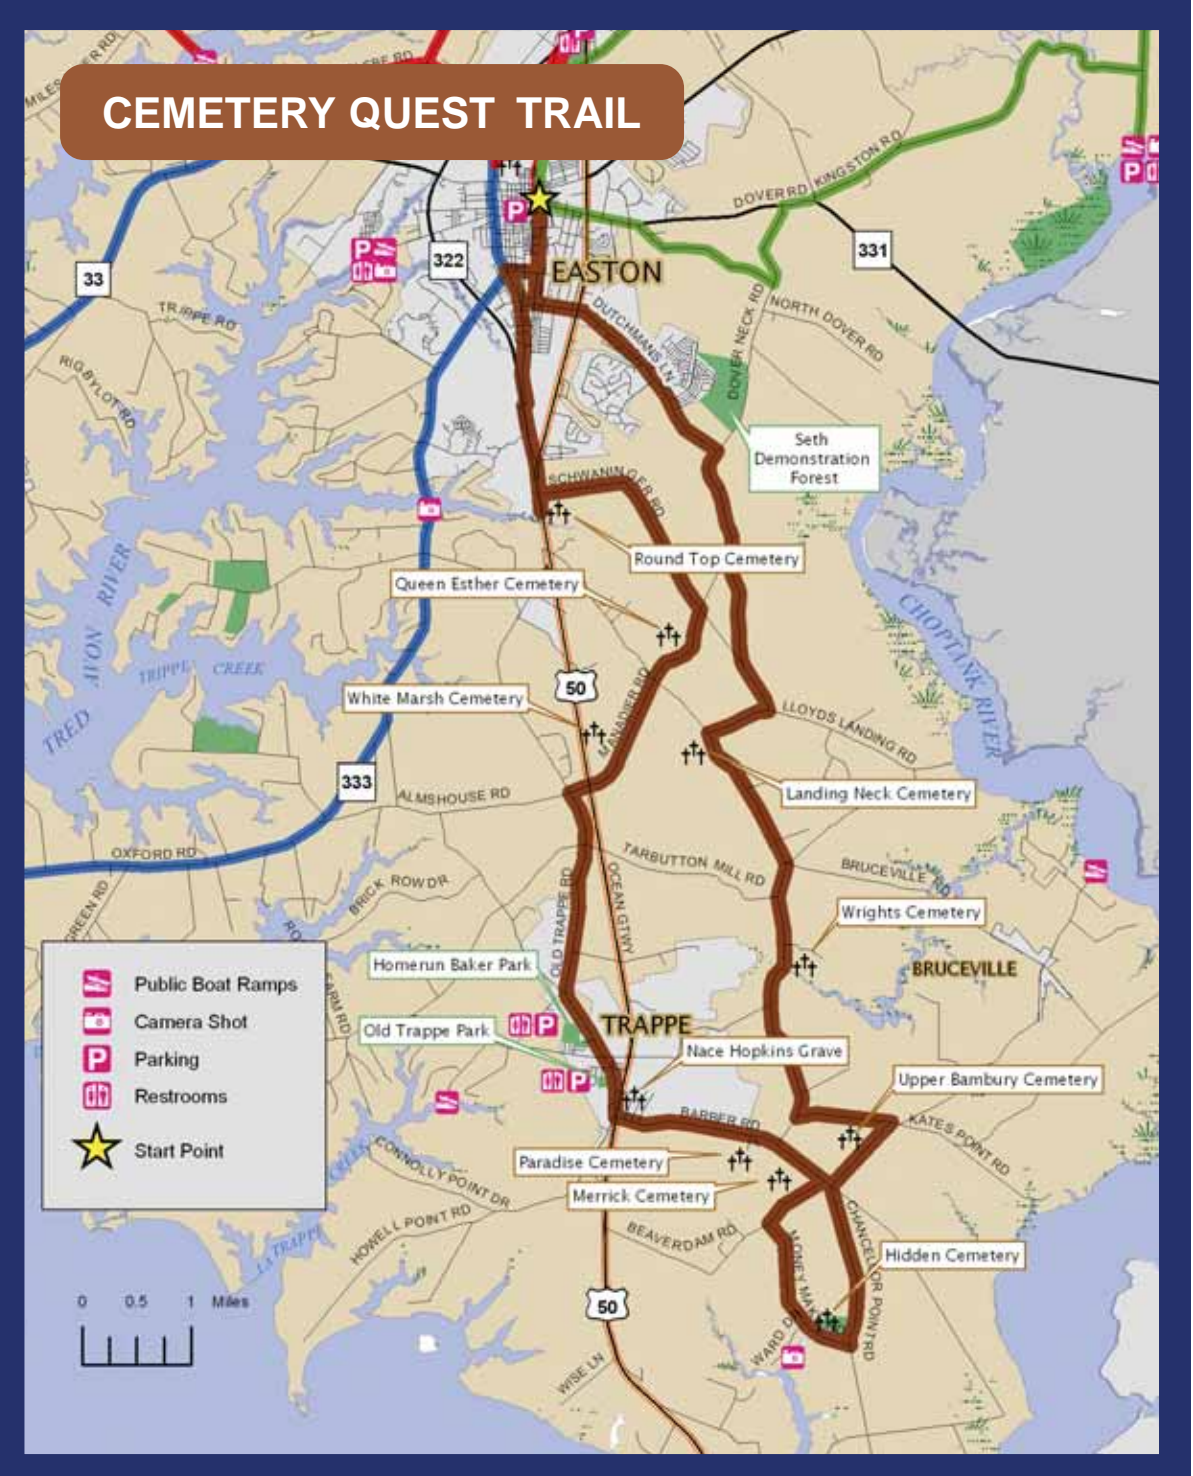 CEMETERY QUEST TRAIL
DOVER RD
KINGSTON RD
331
322
33
EASTON
TRIPPE RD
RIGBYLOT RD
DUTCHMANS LN
DOVER NECK RD
NORTH DOVER RD
Seth
Demonstration
Forest
SCHWANINGER RD
Round Top Cemetery
Queen Esther Cemetery
TRED AVON RIVER
TRIPPE CREEK
CHOPTANK RIVER
50
White Marsh Cemetery
MANADIER RD
LLOYDS LANDING RD
333
Landing Neck Cemetery
ALMSHOUSE RD
OXFORD RD
TARBUTTON MILL RD
BRUCEVILLE RD
BRICK ROW DR
OLD TRAPPE RD
OCEAN GTWY
Wrights Cemetery
BRUCEVILLE
Homerun Baker Park
P
TRAPPE
Old Trappe Park
P
Nace Hopkins Grave
Upper Bambury Cemetery
BARBER RD
KATES POINT RD
Paradise Cemetery
Merrick Cemetery
CONNOLLY POINT DR
HOWELL POINT RD
LA TRAPPE CREEK
BEAVERDAM RD
CHANCELLOR POINT RD
Hidden Cemetery
50
WISE LN
Public Boat Ramps
Camera Shot
P Parking
Restrooms
Start Point
0 0.5 1 Miles